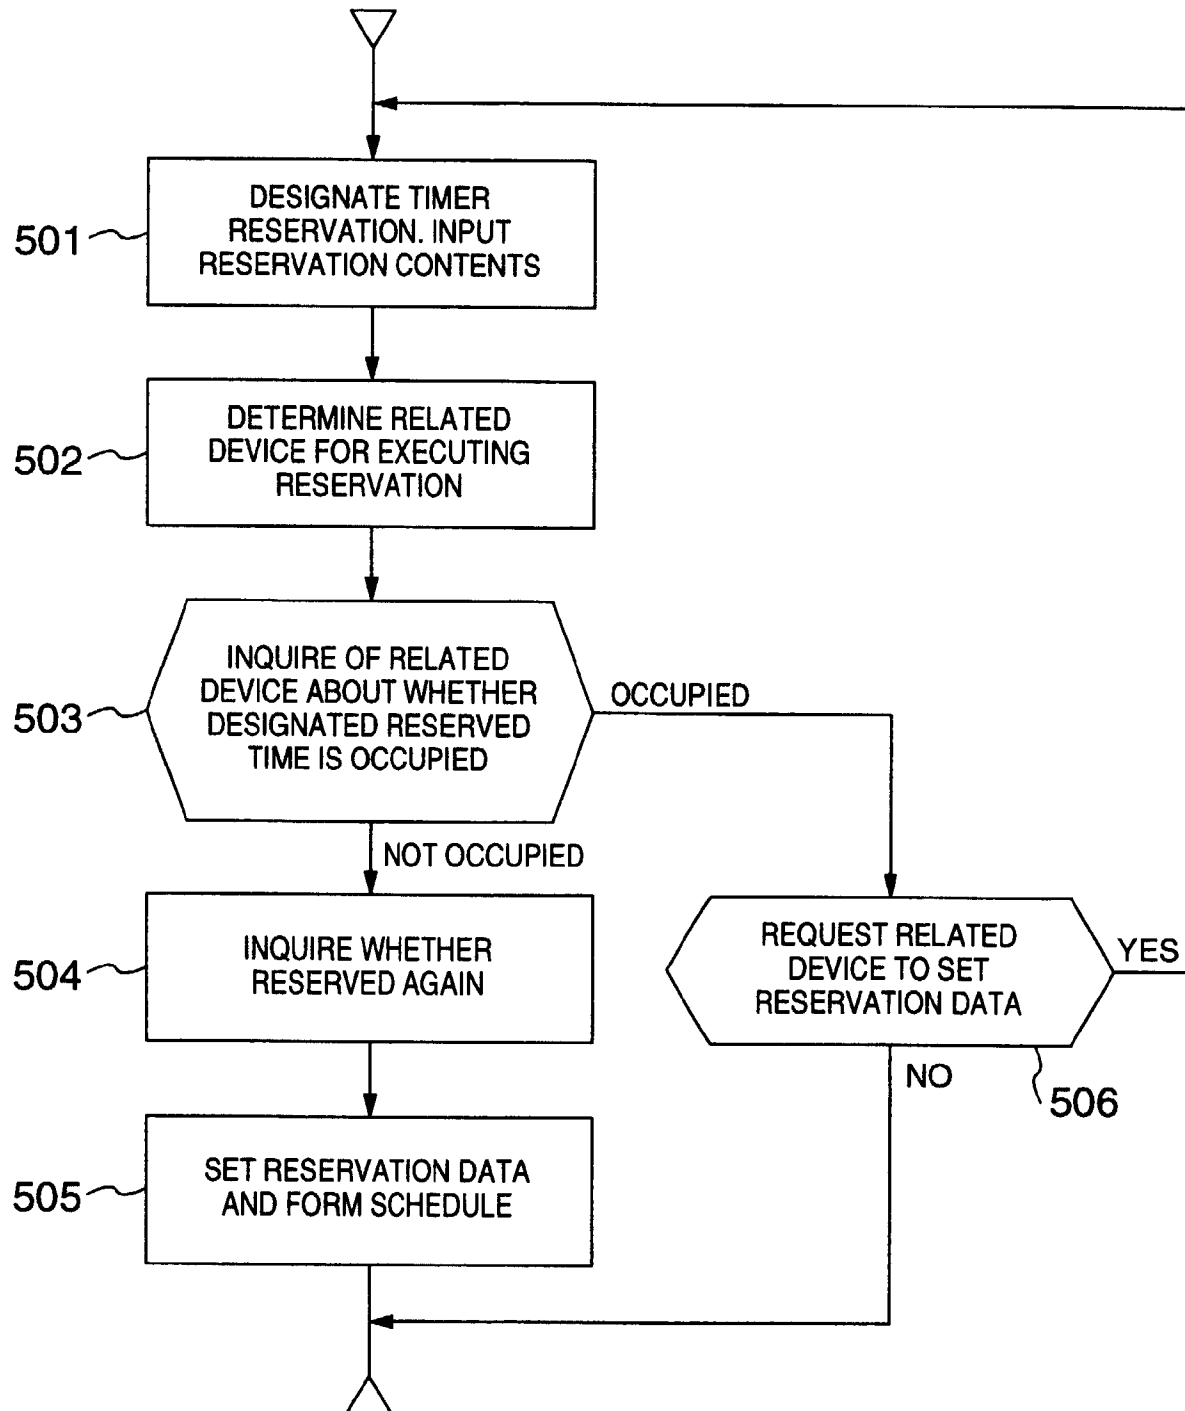 501
DESIGNATE TIMER
RESERVATION. INPUT
RESERVATION CONTENTS
502
DETERMINE RELATED
DEVICE FOR EXECUTING
RESERVATION
503
INQUIRE OF RELATED
DEVICE ABOUT WHETHER
DESIGNATED RESERVED
TIME IS OCCUPIED
OCCUPIED
NOT OCCUPIED
504
INQUIRE WHETHER
RESERVED AGAIN
REQUEST RELATED
DEVICE TO SET
RESERVATION DATA
YES
NO
506
505
SET RESERVATION DATA
AND FORM SCHEDULE